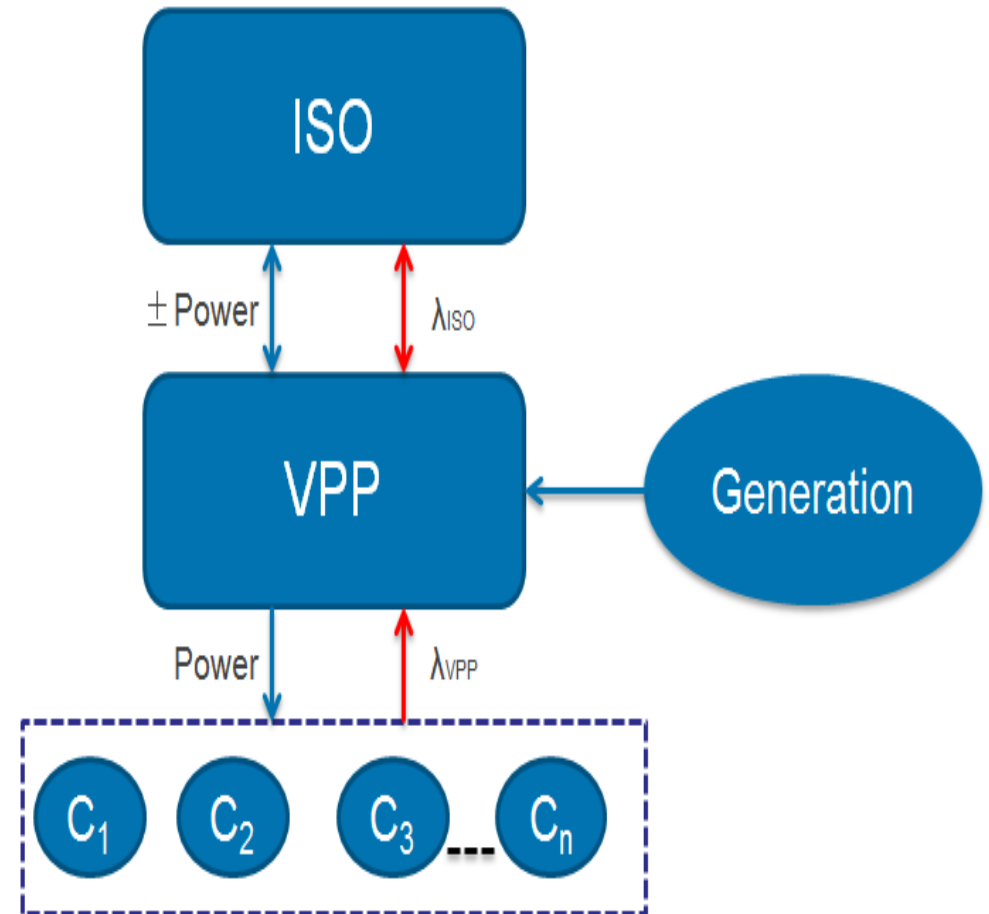 ISO
± Power
λISO
VPP
Generation
Power
λVPP
C1 C2 C3 --- Cn